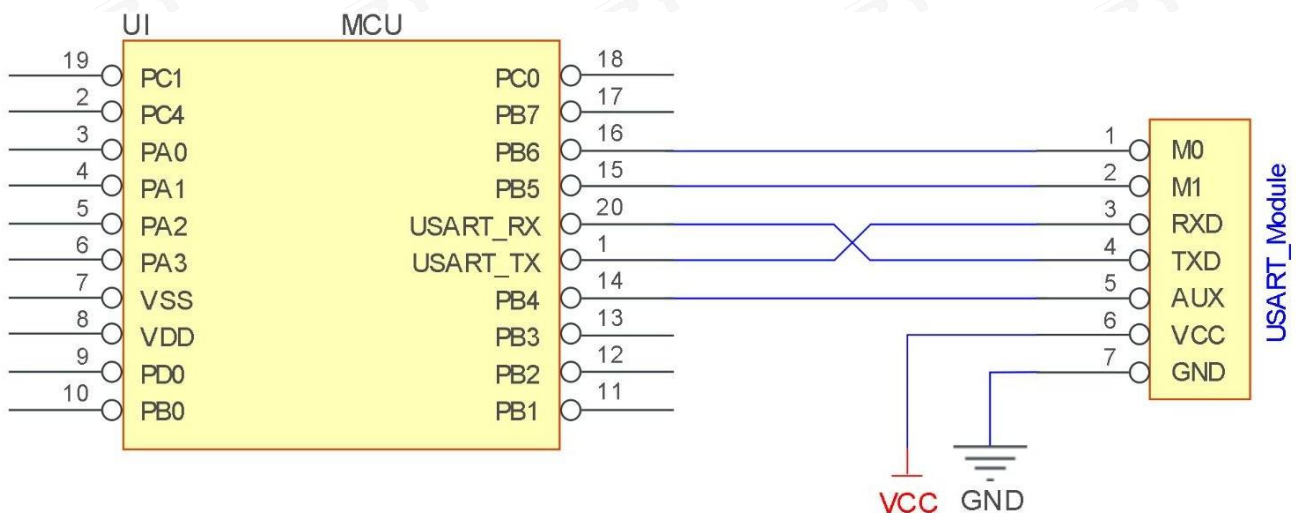 UI MCU
19 PC1 PC0 18
2 PC4 PB7 17
3 PA0 PB6 16 1 M0
4 PA1 PB5 15 2 M1
5 PA2 USART_RX 20 3 RXD
6 PA3 USART_TX 1 4 TXD
7 VSS PB4 14 5 AUX
8 VDD PB3 13 6 VCC
9 PD0 PB2 12 7 GND
10 PB0 PB1 11
USART_Module
VCC GND